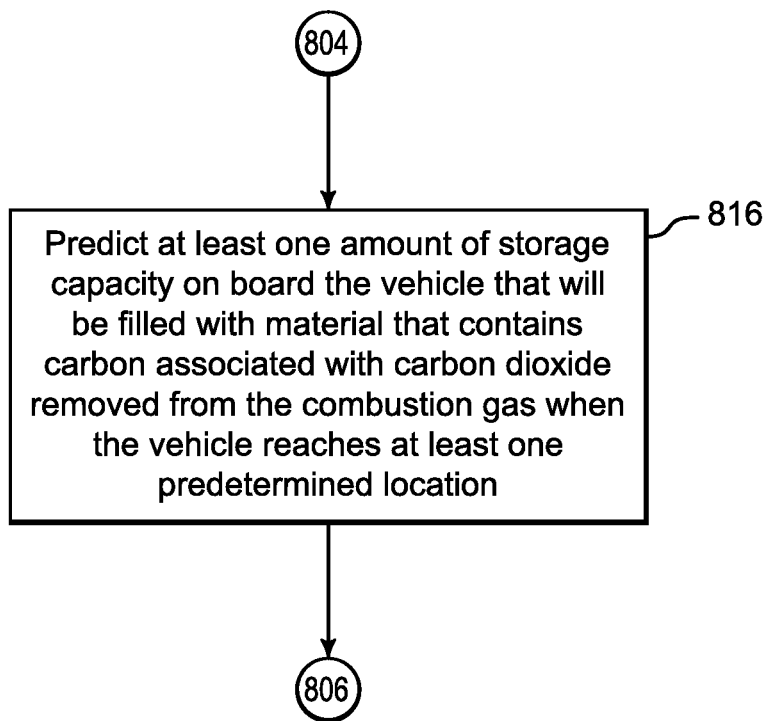 804
816
Predict at least one amount of storage
capacity on board the vehicle that will
be filled with material that contains
carbon associated with carbon dioxide
removed from the combustion gas when
the vehicle reaches at least one
predetermined location
806